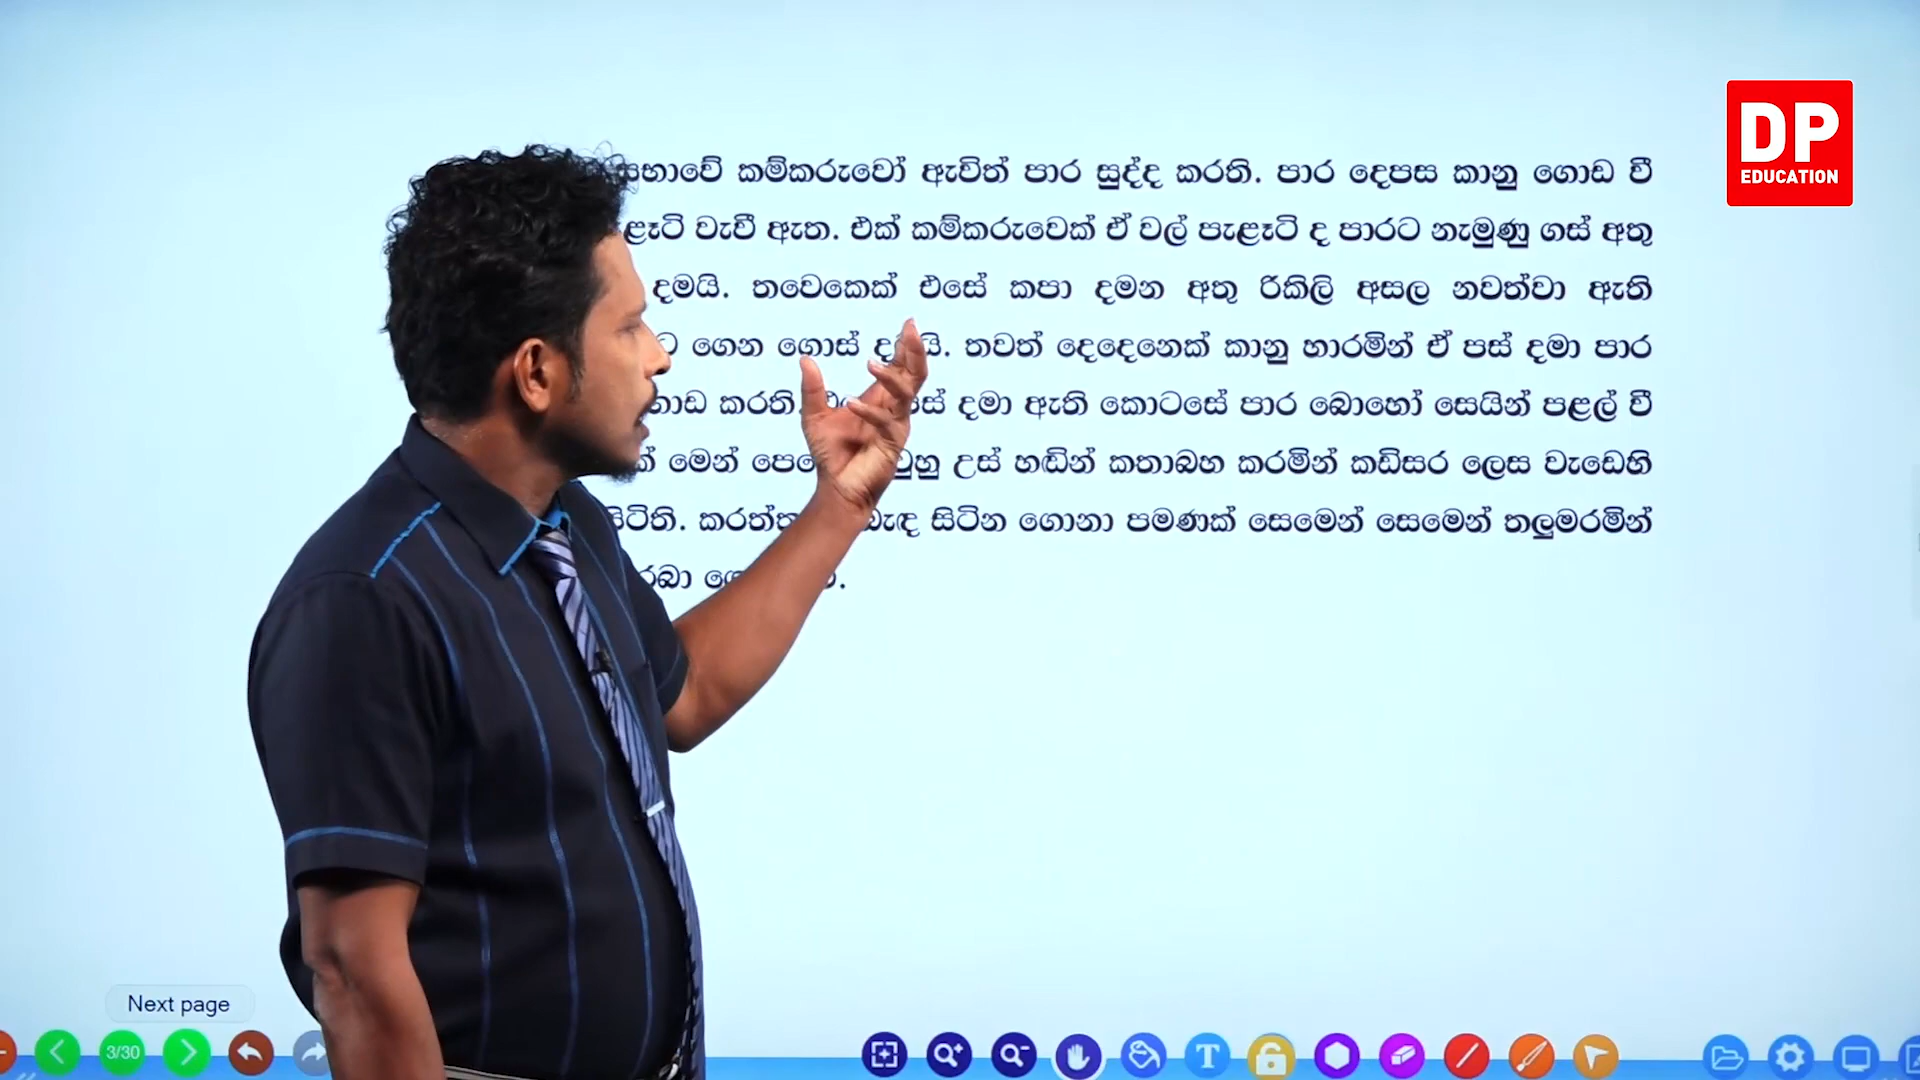 DP
EDUCATION
කම්කරුවෝ ඇවිත් පාර සුද්ද කරති. පාර දෙපස කානු ගොඩ වී
වැවී ඇත. එක් කම්කරුවෙක් ඒ වල් පැළෑටි ද පාරට නැමුණු ගස් අතු
දමයි. තවෙකෙක් එසේ කපා දමන අතු රිකිලි අසල නවත්වා ඇති
ගෙන ගොස් තවත් දෙදෙනෙක් කානු හාරමින් ඒ පස් දමා පාර
කරති. දමා ඇති කොටසේ පාර බොහෝ සෙයින් පළල් වී
මෙන් උස් හඬින් කතාබහ කරමින් කඩිසර ලෙස වැඩෙහි
සිටින ගොනා පමණක් සෙමෙන් සෙමෙන් තලුමරමින්
Next page
3/30
T